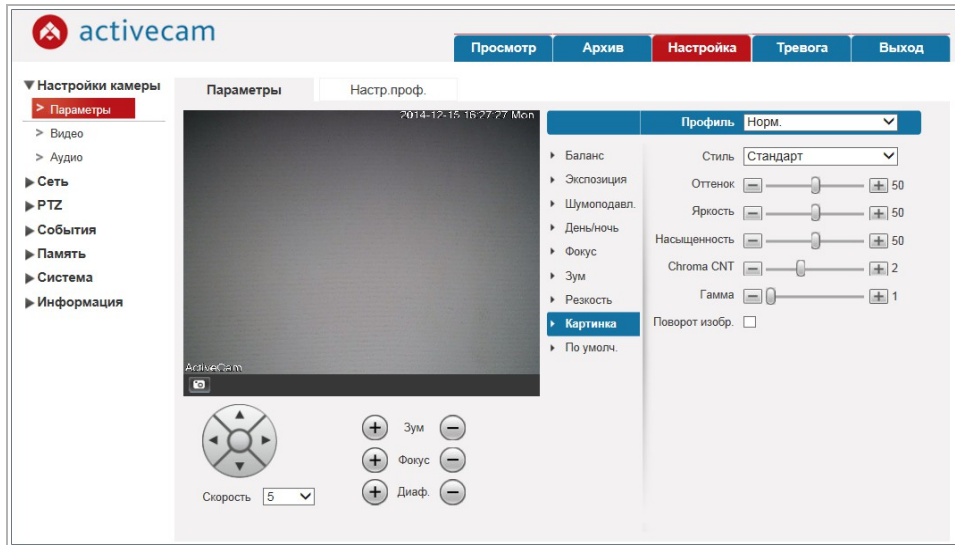 activecam
Просмотр Архив Настройка Тревога Выход
Настройки камеры
> Параметры
> Видео
> Аудио
Сеть
PTZ
События
Память
Система
Информация
Параметры Настр.проф.
2014-12-15 16:27:27 Mon
ActiveCam
Зум
Фокус
Диаф.
Скорость 5
Профиль Норм.
Баланс
Экспозиция
Шумоподавл.
День/ночь
Фокус
Зум
Резкость
Картинка
По умолч.
Стиль Стандарт
Оттенок 50
Яркость 50
Насыщенность 50
Chroma CNT 2
Гамма 1
Поворот изобр.